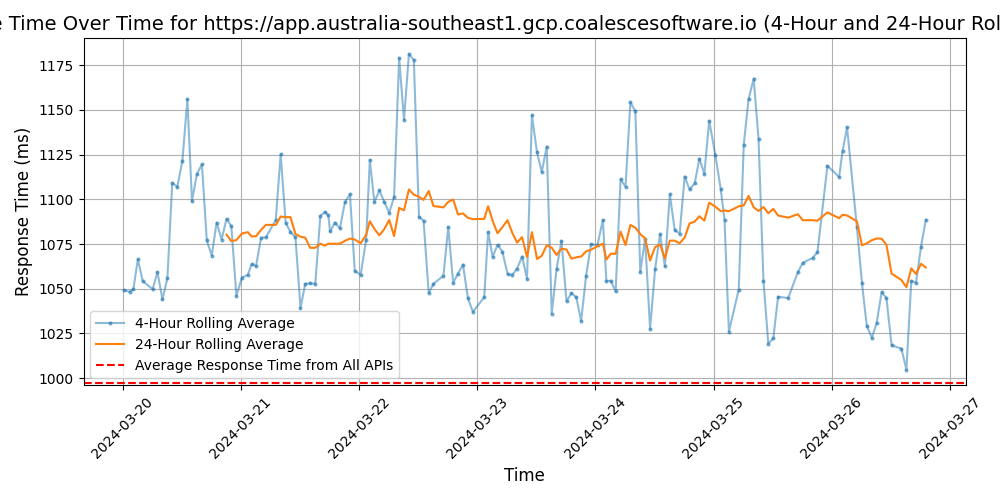 e Time Over Time for https://app.australia-southeast1.gcp.coalescesoftware.io (4-Hour and 24-Hour Rol
Response Time (ms)
1175
1150
1125
1100
1075
1050
1025
1000
4-Hour Rolling Average
24-Hour Rolling Average
Average Response Time from All APIs
2024-03-20
2024-03-21
2024-03-22
2024-03-23
2024-03-24
2024-03-25
2024-03-26
2024-03-27
Time